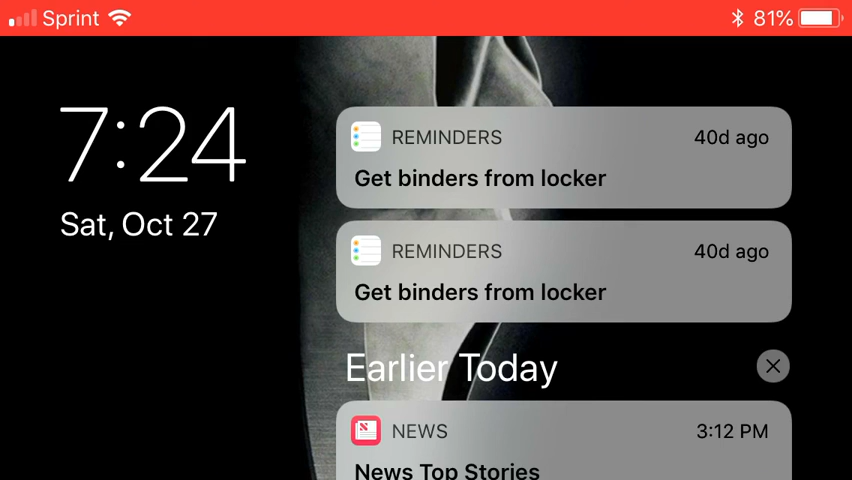 Sprint 81%
7:24
Sat, Oct 27
REMINDERS 40d ago
Get binders from locker
REMINDERS 40d ago
Get binders from locker
Earlier Today
NEWS 3:12 PM
News Top Stories